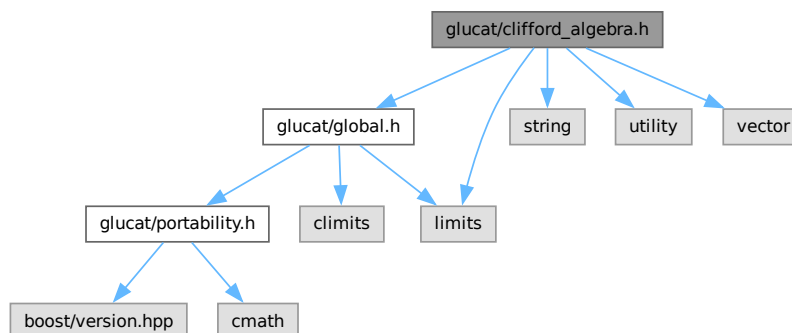 glucat/clifford_algebra.h
glucat/global.h
string
utility
vector
glucat/portability.h
climits
limits
boost/version.hpp
cmath